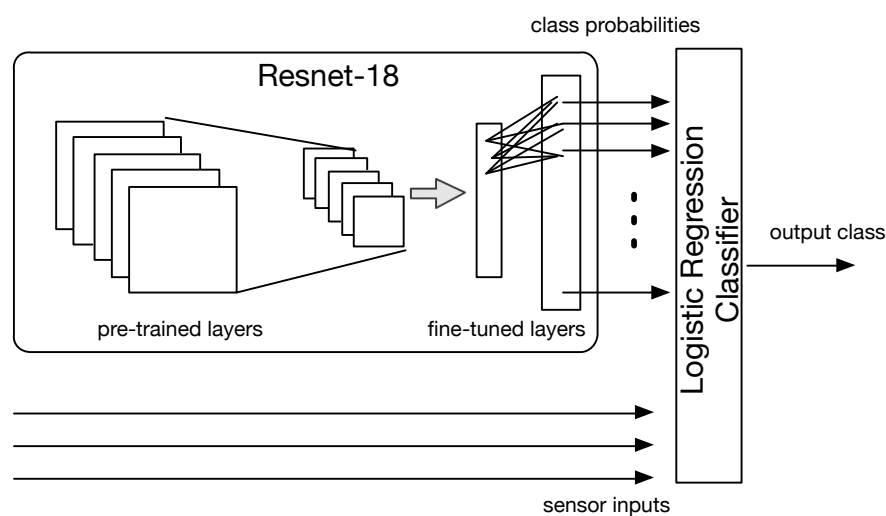 class probabilities
Resnet-18
pre-trained layers
fine-tuned layers
Logistic Regression
Classifier
output class
sensor inputs